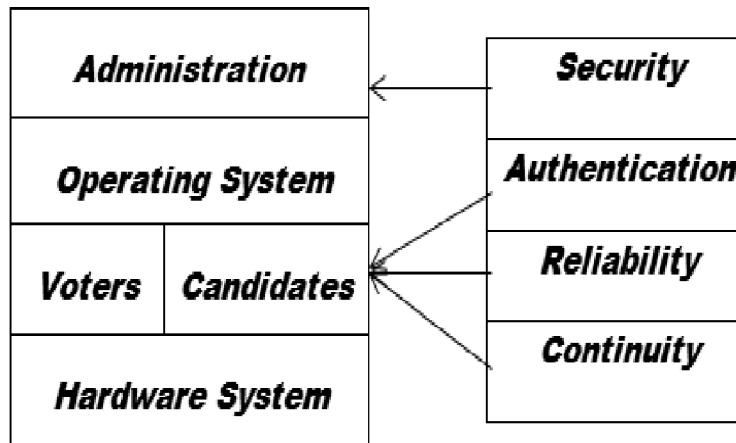 Administration
Operating System
Voters
Candidates
Hardware System
Security
Authentication
Reliability
Continuity